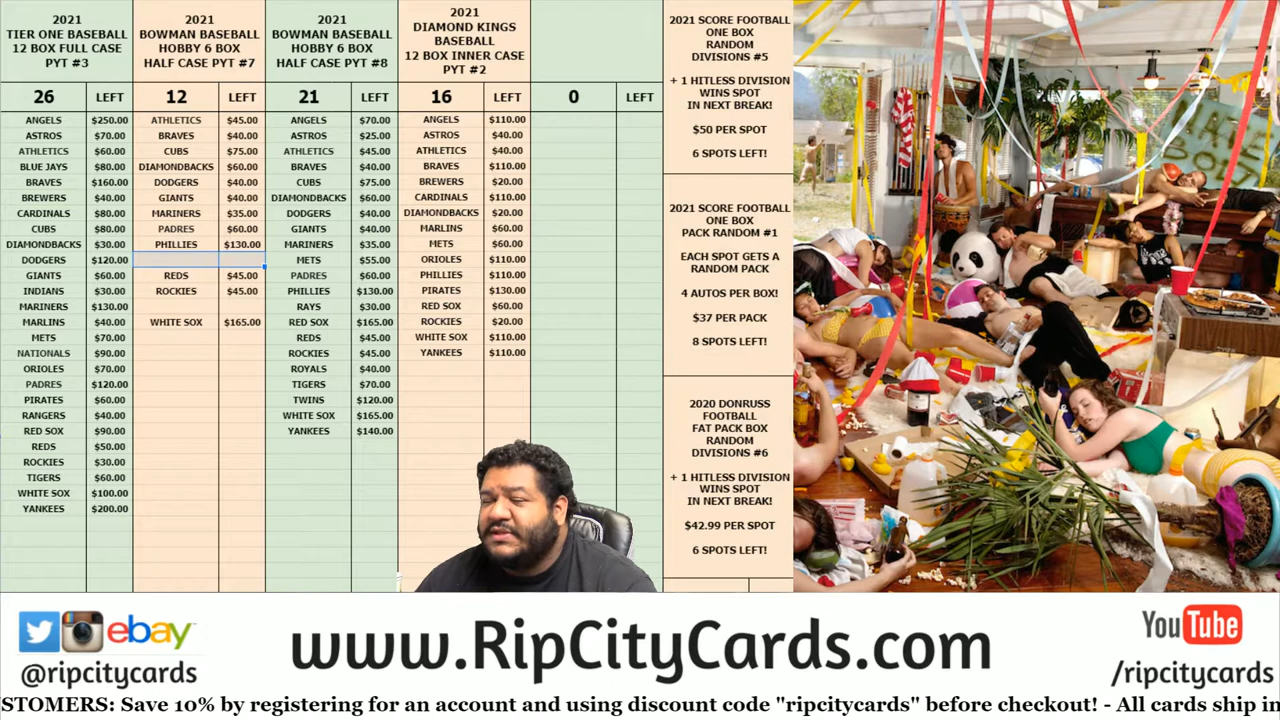 2021
TIER ONE BASEBALL
12 BOX FULL CASE
PYT #3
26 LEFT
ANGELS $250.00
ASTROS $70.00
ATHLETICS $60.00
BLUE JAYS $80.00
BRAVES $160.00
BREWERS $40.00
CARDINALS $80.00
CUBS $80.00
DIAMONDBACKS $30.00
DODGERS $120.00
GIANTS $60.00
INDIANS $30.00
MARINERS $130.00
MARLINS $40.00
METS $70.00
NATIONALS $90.00
ORIOLES $70.00
PADRES $120.00
PIRATES $60.00
RANGERS $40.00
RED SOX $90.00
REDS $50.00
ROCKIES $30.00
TIGERS $60.00
WHITE SOX $100.00
YANKEES $200.00
2021
BOWMAN BASEBALL
HOBBY 6 BOX
HALF CASE PYT #7
12 LEFT
ATHLETICS $45.00
BRAVES $40.00
CUBS $75.00
DIAMONDBACKS $60.00
DODGERS $40.00
GIANTS $40.00
MARINERS $35.00
PADRES $60.00
PHILLIES $130.00
REDS $45.00
ROCKIES $45.00
WHITE SOX $165.00
2021
BOWMAN BASEBALL
HOBBY 6 BOX
HALF CASE PYT #8
21 LEFT
ANGELS $70.00
ASTROS $25.00
ATHLETICS $45.00
BRAVES $40.00
CUBS $75.00
DIAMONDBACKS $60.00
DODGERS $40.00
GIANTS $40.00
MARINERS $35.00
METS $55.00
PADRES $60.00
PHILLIES $130.00
RAYS $30.00
RED SOX $165.00
REDS $45.00
ROCKIES $45.00
ROYALS $40.00
TIGERS $70.00
TWINS $120.00
WHITE SOX $165.00
YANKEES $140.00
2021
DIAMOND KINGS
BASEBALL
12 BOX INNER CASE
PYT #2
16 LEFT
ANGELS $110.00
ASTROS $40.00
ATHLETICS $40.00
BRAVES $110.00
BREWERS $20.00
CARDINALS $110.00
DIAMONDBACKS $20.00
MARLINS $60.00
METS $60.00
ORIOLES $110.00
PHILLIES $110.00
PIRATES $130.00
RED SOX $60.00
ROCKIES $20.00
WHITE SOX $110.00
YANKEES $110.00
0 LEFT
2021 SCORE FOOTBALL
ONE BOX
RANDOM
DIVISIONS #5
+ 1 HITLESS DIVISION
WINS SPOT
IN NEXT BREAK!
$50 PER SPOT
6 SPOTS LEFT!
2021 SCORE FOOTBALL
ONE BOX
PACK RANDOM #1
EACH SPOT GETS A
RANDOM PACK
4 AUTOS PER BOX!
$37 PER PACK
8 SPOTS LEFT!
2020 DONRUSS
FOOTBALL
FAT PACK BOX
RANDOM
DIVISIONS #6
+ 1 HITLESS DIVISION
WINS SPOT
IN NEXT BREAK!
$42.99 PER SPOT
6 SPOTS LEFT!
ebay
@ripcitycards
www.RipCityCards.com
YouTube
/ripcitycards
STOMERS: Save 10% by registering for an account and using discount code "ripcitycards" before checkout! - All cards ship in